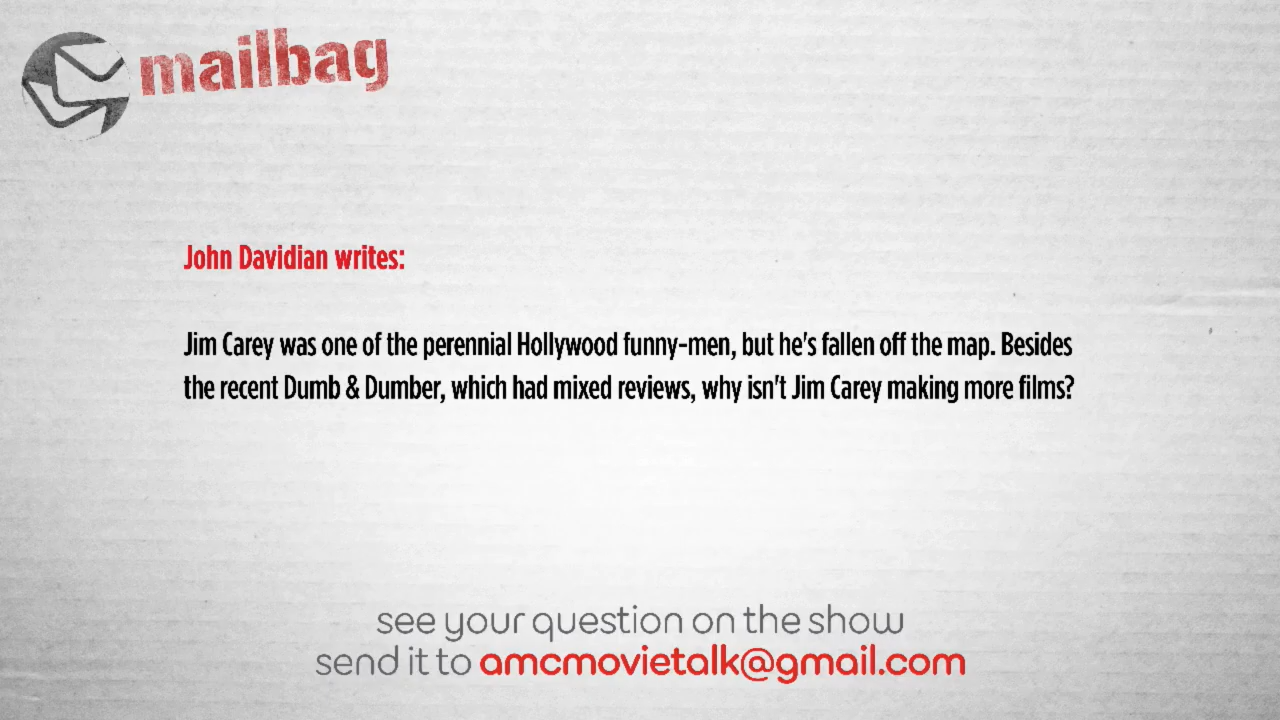 mailbag
John Davidian writes:
Jim Carey was one of the perennial Hollywood funny-men, but he's fallen off the map. Besides
the recent Dumb & Dumber, which had mixed reviews, why isn't Jim Carey making more films?
see your question on the show
send it to amcmovietalk@gmail.com